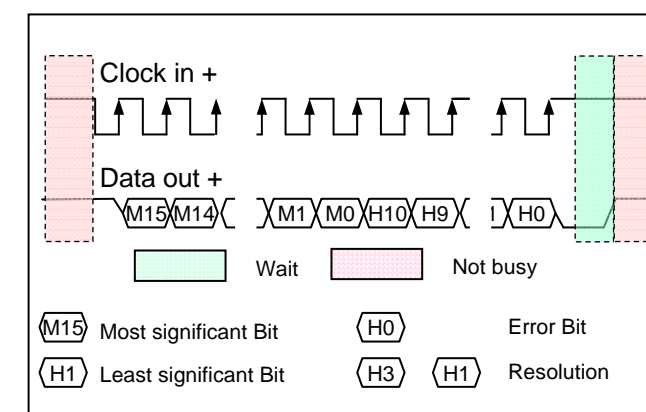 Clock in +
Data out +
M15 M14 M1 M0 H10 H9 H0
Wait Not busy
M15 Most significant Bit H0 Error Bit
H1 Least significant Bit H3 H1 Resolution